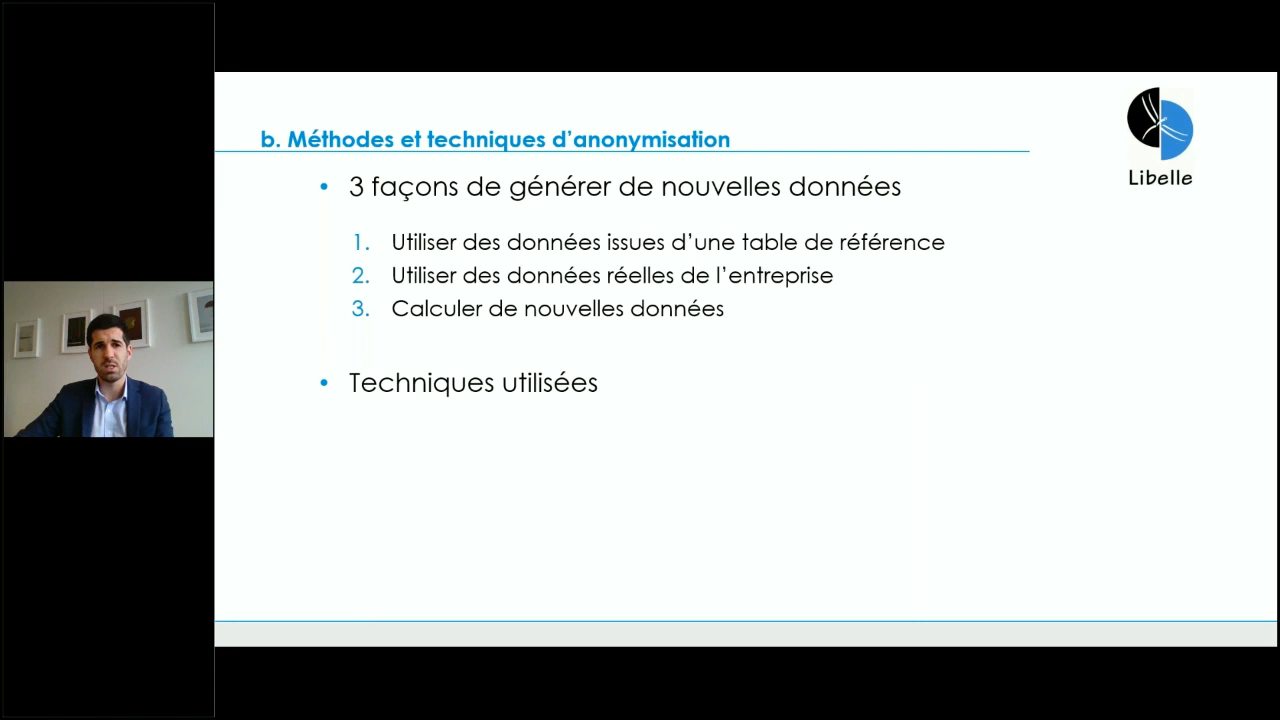 b. Méthodes et techniques d’anonymisation
Libelle
• 3 façons de générer de nouvelles données
1. Utiliser des données issues d’une table de référence
2. Utiliser des données réelles de l’entreprise
3. Calculer de nouvelles données
• Techniques utilisées